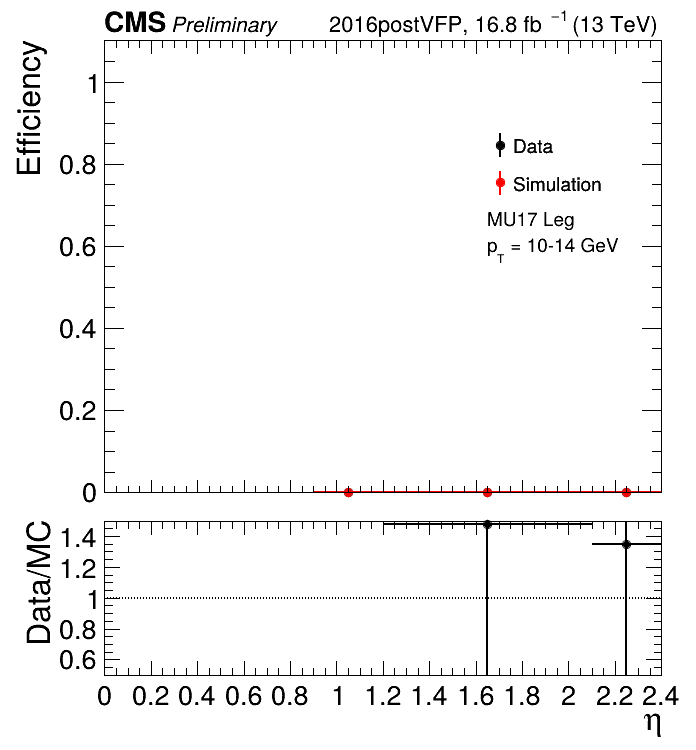 CMS Preliminary 2016postVFP, 16.8 fb⁻¹ (13 TeV)
Efficiency
1
0.8
0.6
0.4
0.2
0
Data
Simulation
MU17 Leg
p_T = 10-14 GeV
Data/MC
1.4
1.2
1
0.8
0.6
0 0.2 0.4 0.6 0.8 1 1.2 1.4 1.6 1.8 2 2.2 2.4
η